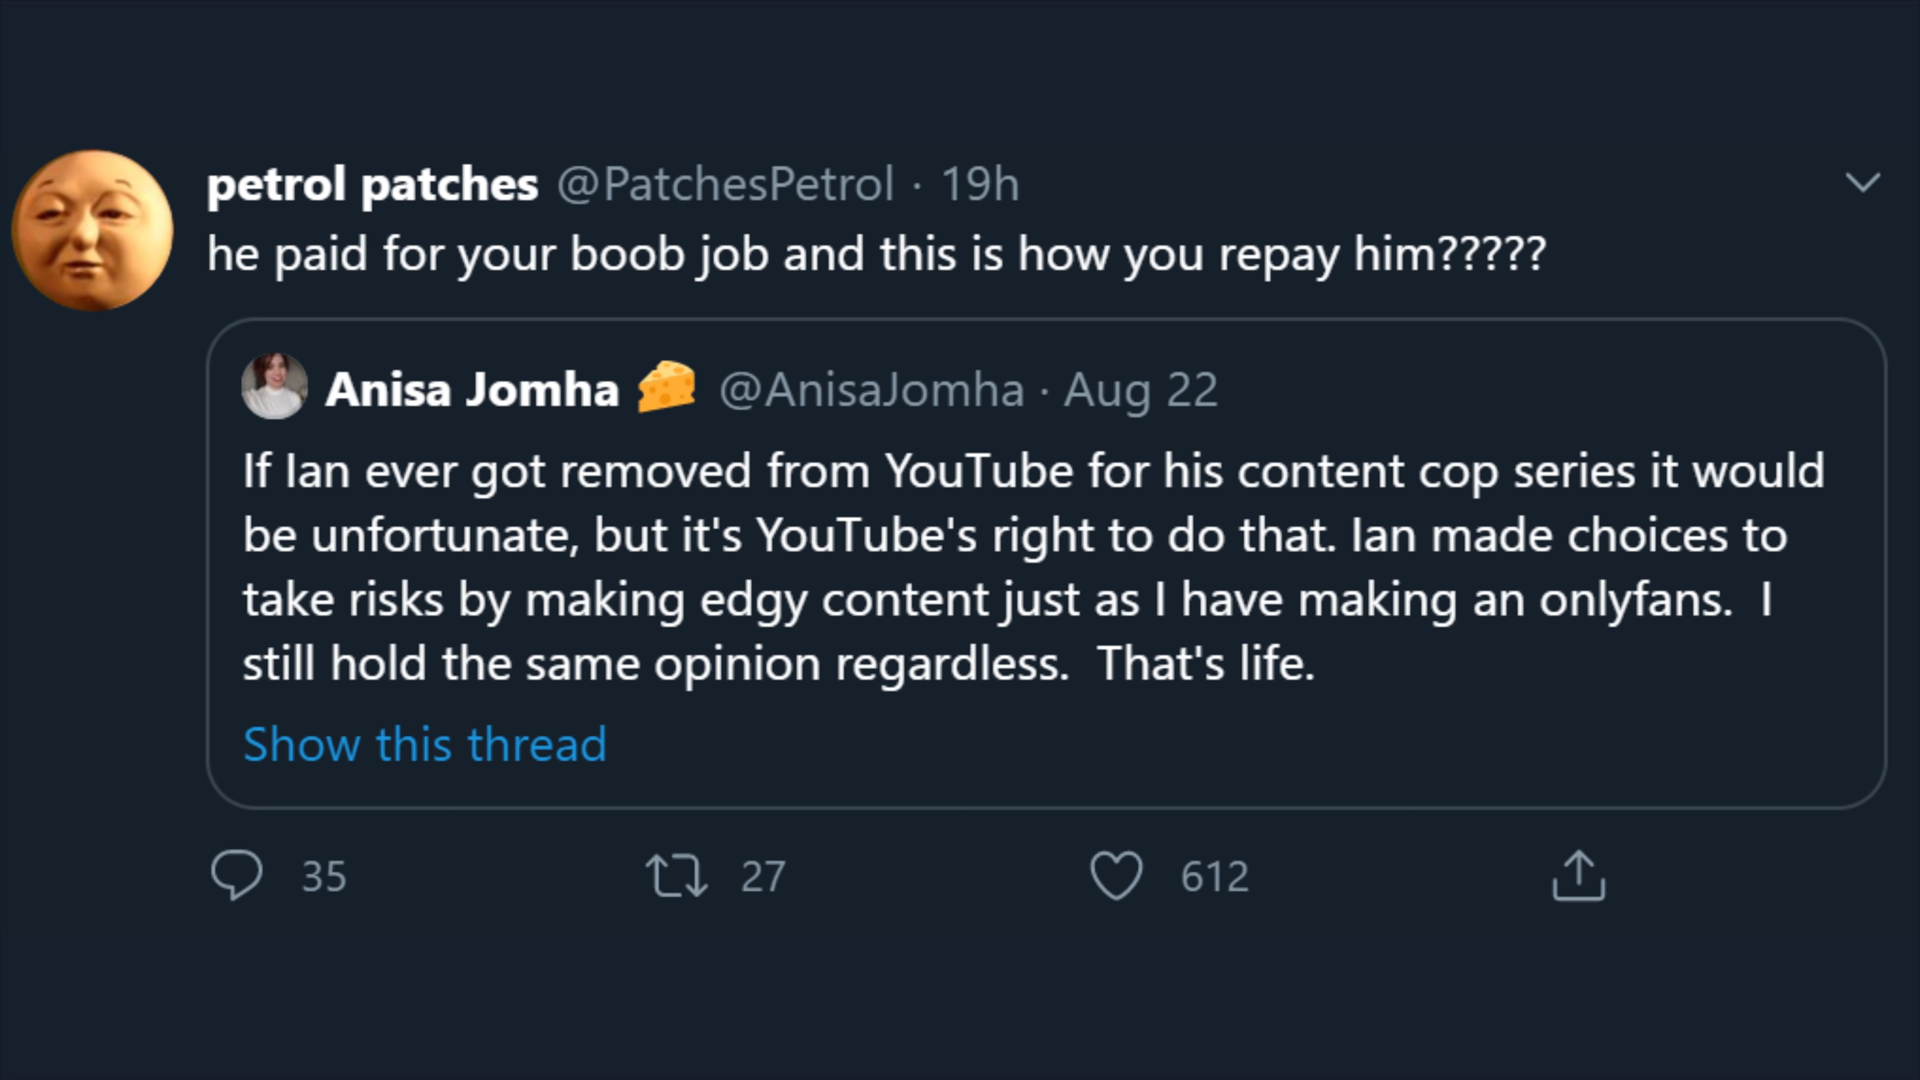 petrol patches @PatchesPetrol · 19h
he paid for your boob job and this is how you repay him?????
Anisa Jomha 🧀 @AnisaJomha · Aug 22
If Ian ever got removed from YouTube for his content cop series it would
be unfortunate, but it's YouTube's right to do that. Ian made choices to
take risks by making edgy content just as I have making an onlyfans.  I
still hold the same opinion regardless.  That's life.
Show this thread
35 27 612